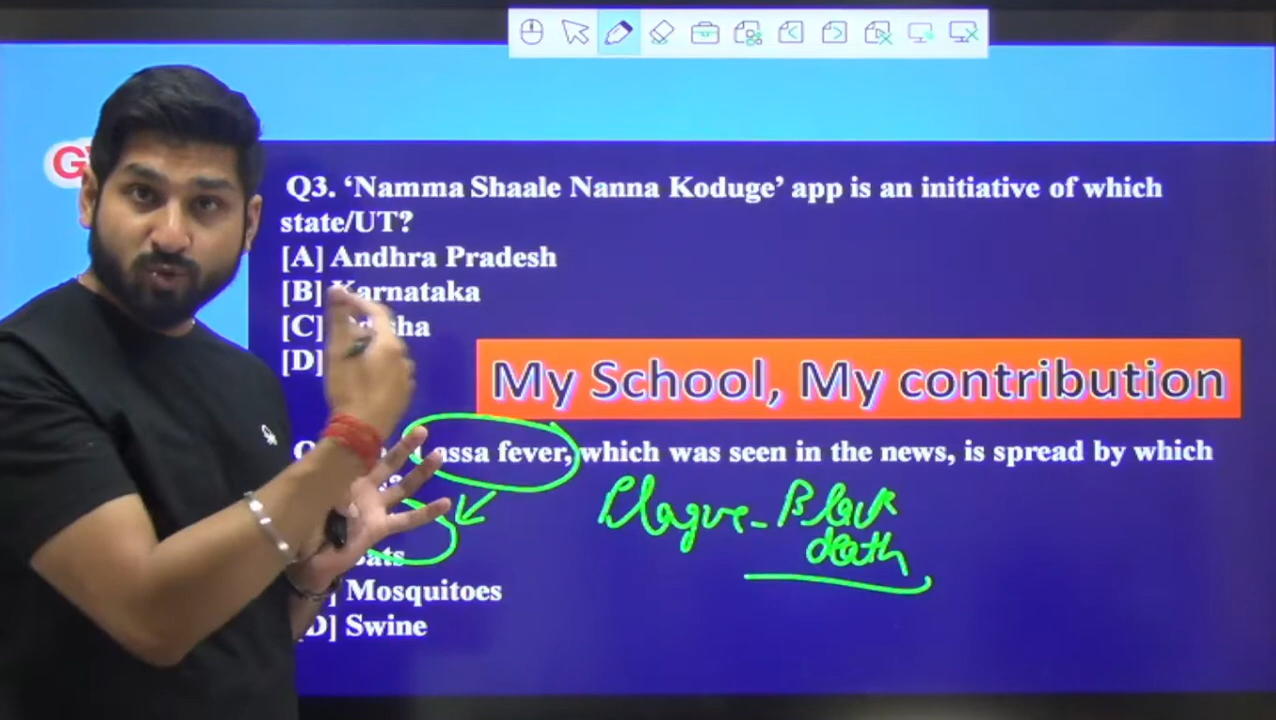 G
Q3. ‘Namma Shaale Nanna Koduge’ app is an initiative of which
state/UT?
[A] Andhra Pradesh
[B] Karnataka
[C]
[D]
My School, My contribution
fever, which was seen in the news, is spread by which
Plague - Black
death
Mosquitoes
[D] Swine